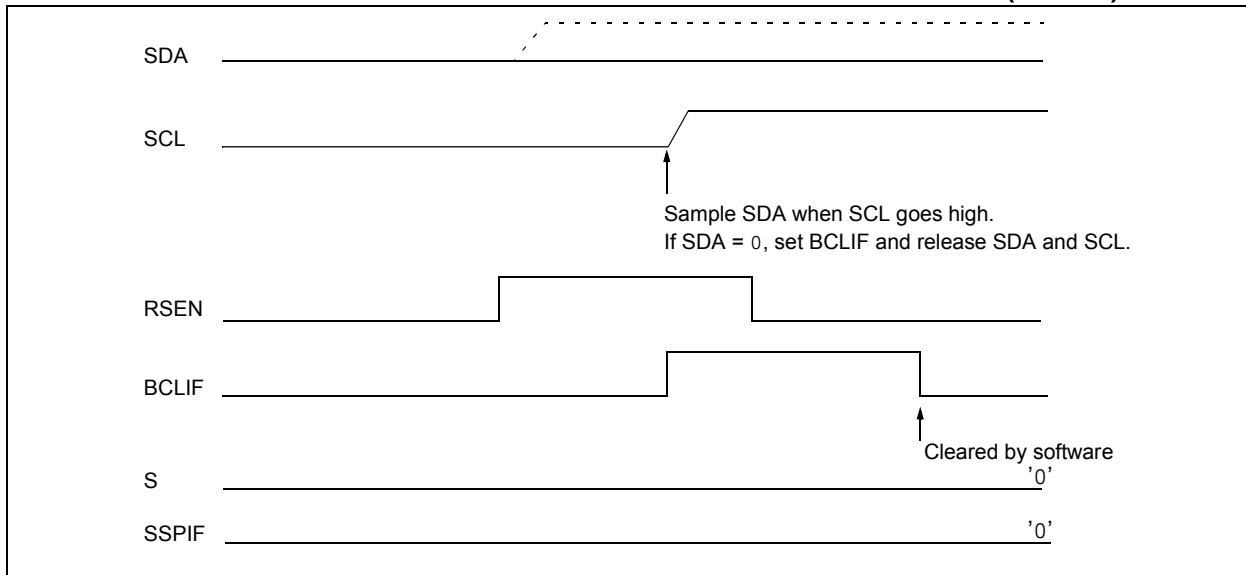 SDA
SCL
Sample SDA when SCL goes high.
If SDA = 0, set BCLIF and release SDA and SCL.
RSEN
BCLIF
Cleared by software
S
'0'
SSPIF
'0'